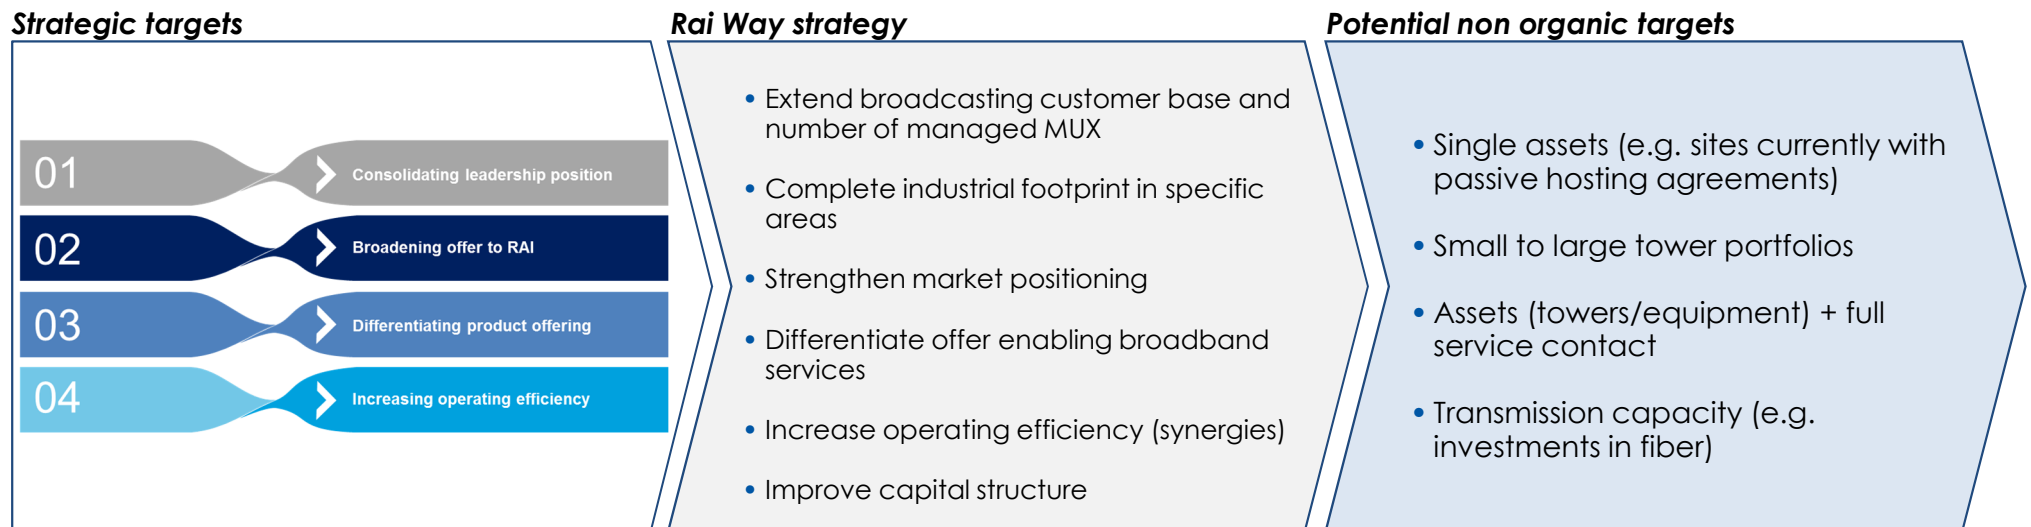 Strategic targets
01
Consolidating leadership position
02
Broadening offer to RAI
03
Differentiating product offering
04
Increasing operating efficiency
Rai Way strategy
• Extend broadcasting customer base and
number of managed MUX
• Complete industrial footprint in specific
areas
• Strengthen market positioning
• Differentiate offer enabling broadband
services
• Increase operating efficiency (synergies)
• Improve capital structure
Potential non organic targets
• Single assets (e.g. sites currently with
passive hosting agreements)
• Small to large tower portfolios
• Assets (towers/equipment) + full
service contact
• Transmission capacity (e.g.
investments in fiber)